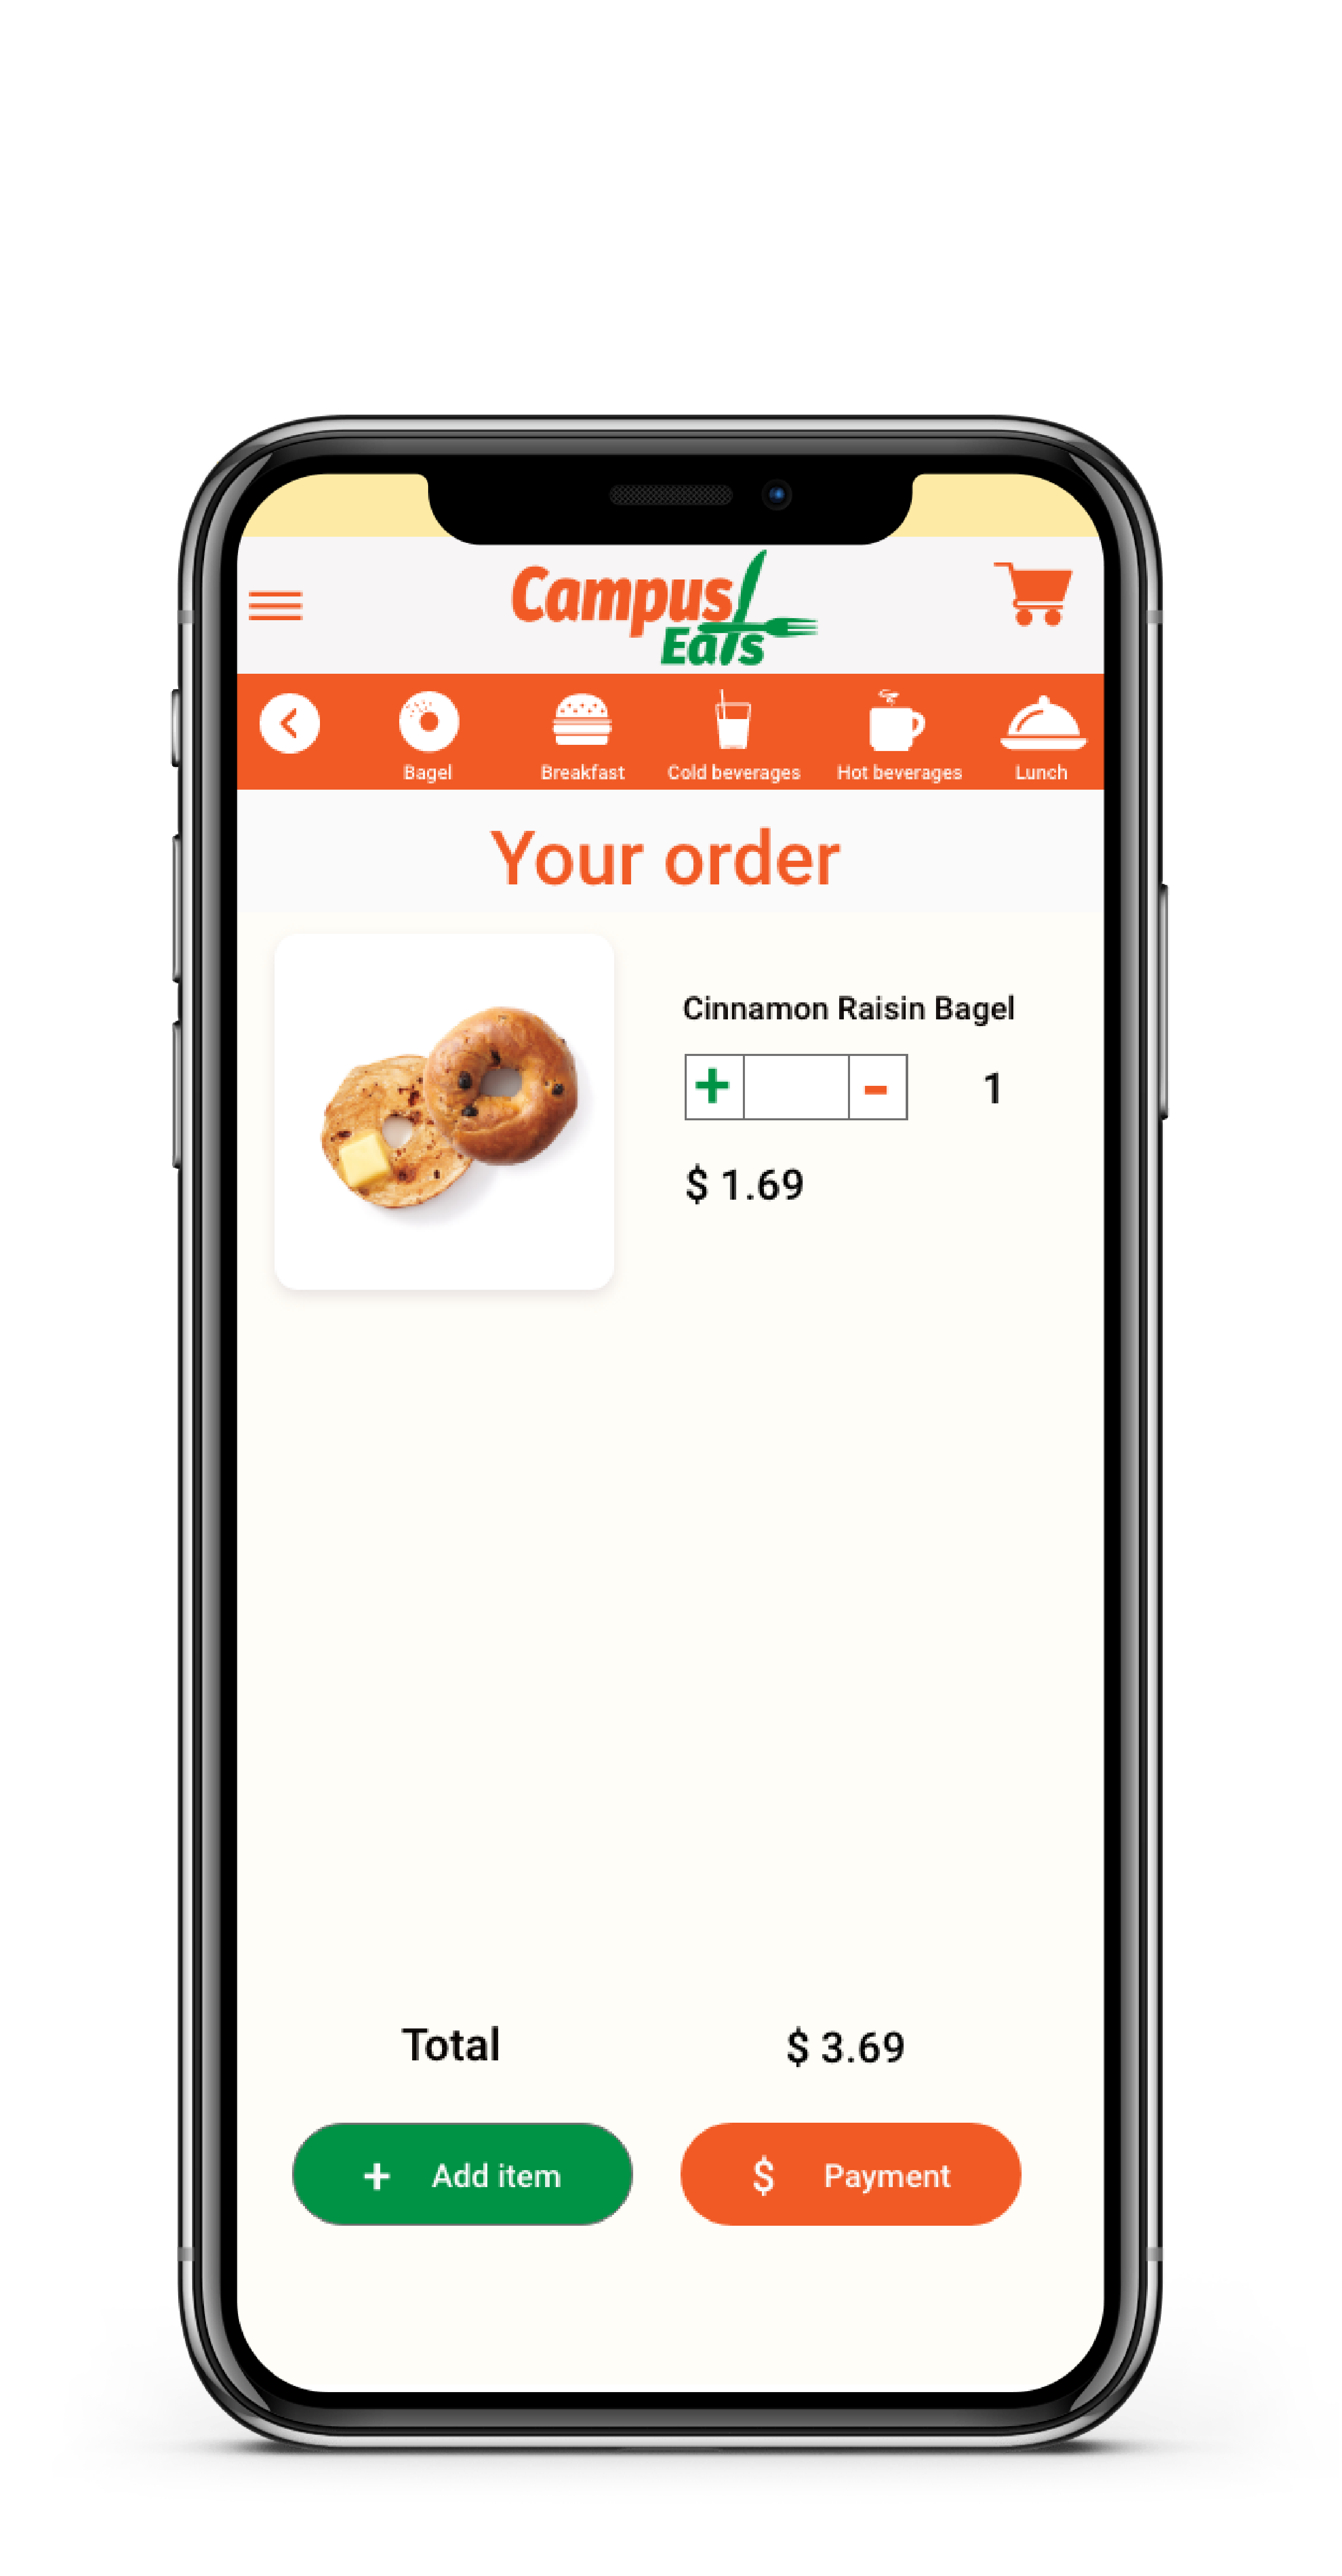 Campus
Eats
Bagel
Breakfast
Cold beverages
Hot beverages
Lunch
Your order
Cinnamon Raisin Bagel
+ - 1
$ 1.69
Total $ 3.69
+ Add item
$ Payment